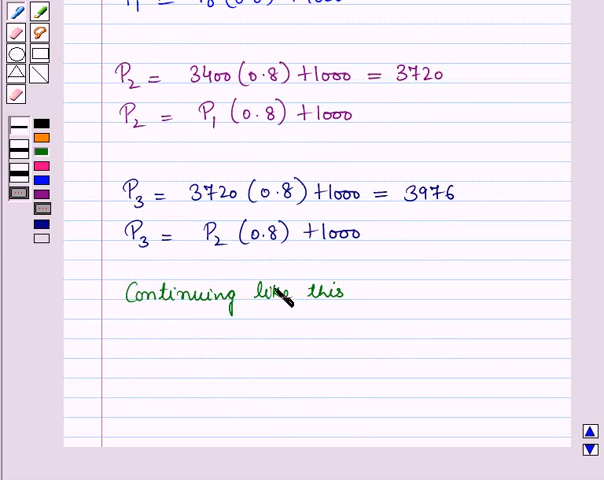 P₂ = 3400 (0.8) +1000 = 3720
P₂ = P₁ (0.8) +1000
P₃ = 3720 (0.8) +1000 = 3976
P₃ = P₂ (0.8) +1000
Continuing like this